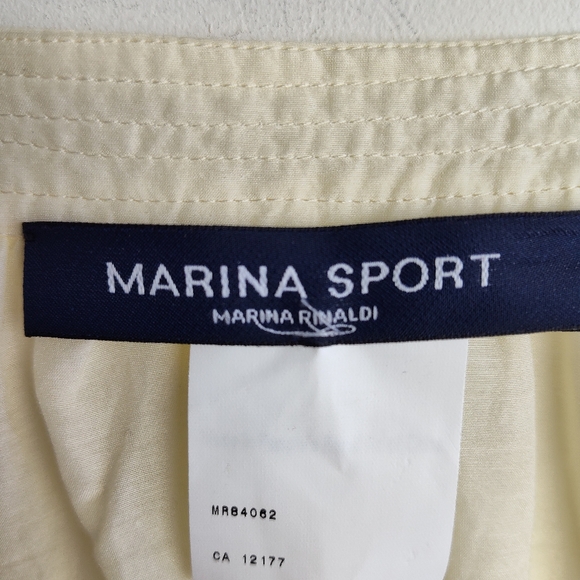 MARINA SPORT
MARINA RINALDI
MR84062
CA 12177